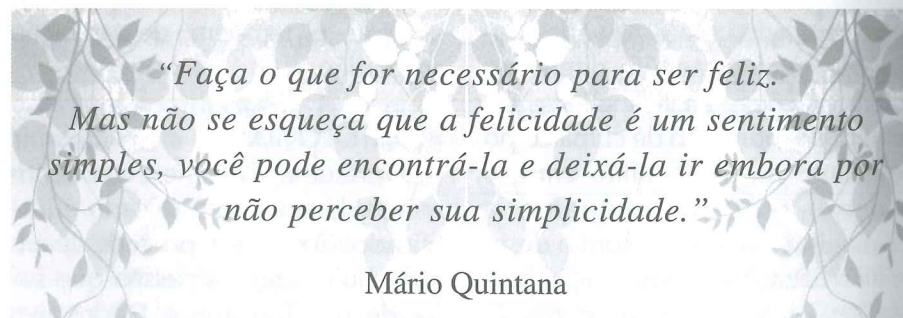 “Faça o que for necessário para ser feliz.
Mas não se esqueça que a felicidade é um sentimento
simples, você pode encontrá-la e deixá-la ir embora por
não perceber sua simplicidade.”
Mário Quintana